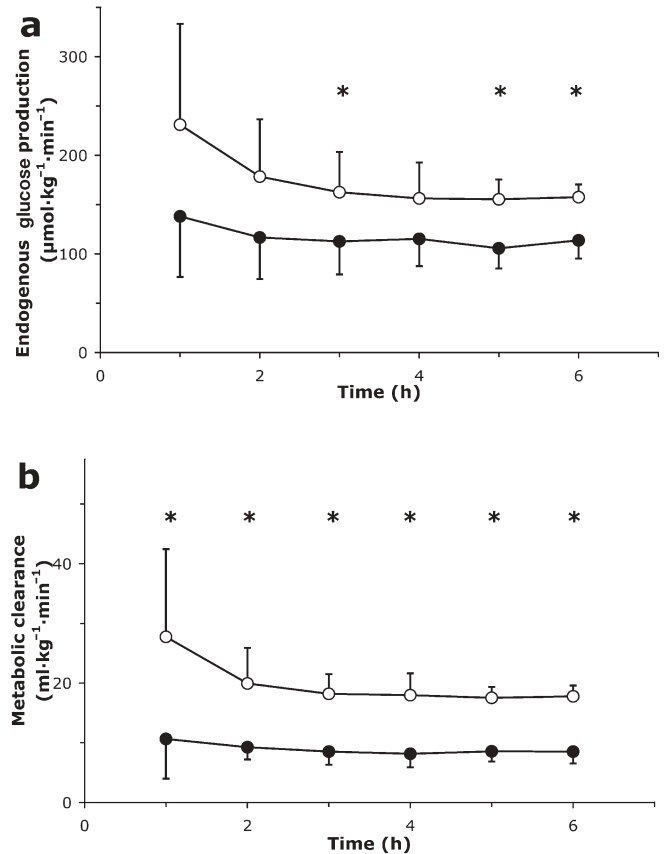 a
Endogenous glucose production
(µmol·kg⁻¹·min⁻¹)
300
200
100
0
* * *
0 2 4 6
Time (h)
b
Metabolic clearance
(ml·kg⁻¹·min⁻¹)
40
20
0
* * * * * *
0 2 4 6
Time (h)